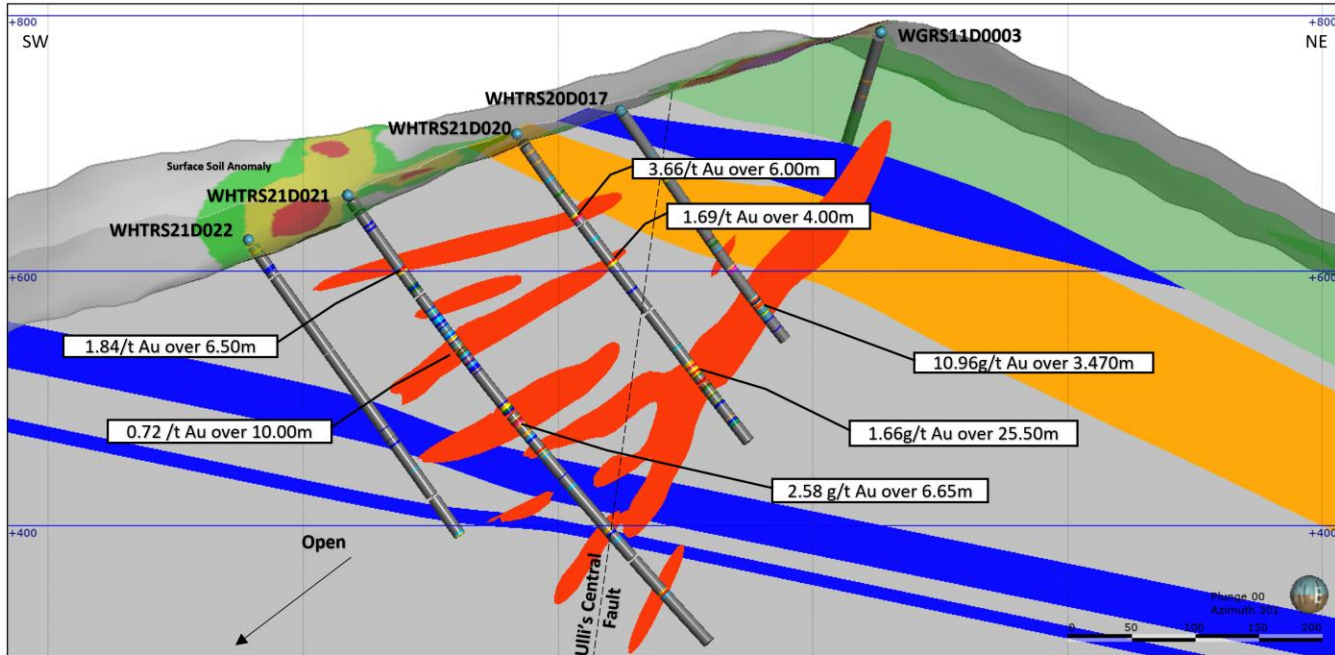 +800
+800
SW
NE
WGRS11D0003
WHTRS20D017
WHTRS21D020
3.66/t Au over 6.00m
Surface Soil Anomaly
WHTRS21D021
1.69/t Au over 4.00m
WHTRS21D022
+600
+600
1.84/t Au over 6.50m
10.96g/t Au over 3.470m
0.72 /t Au over 10.00m
1.66g/t Au over 25.50m
2.58 g/t Au over 6.65m
+400
+400
Open
Ulli's Central
Fault
Plunge 00
Azimuth 301
0 50 100 150 200